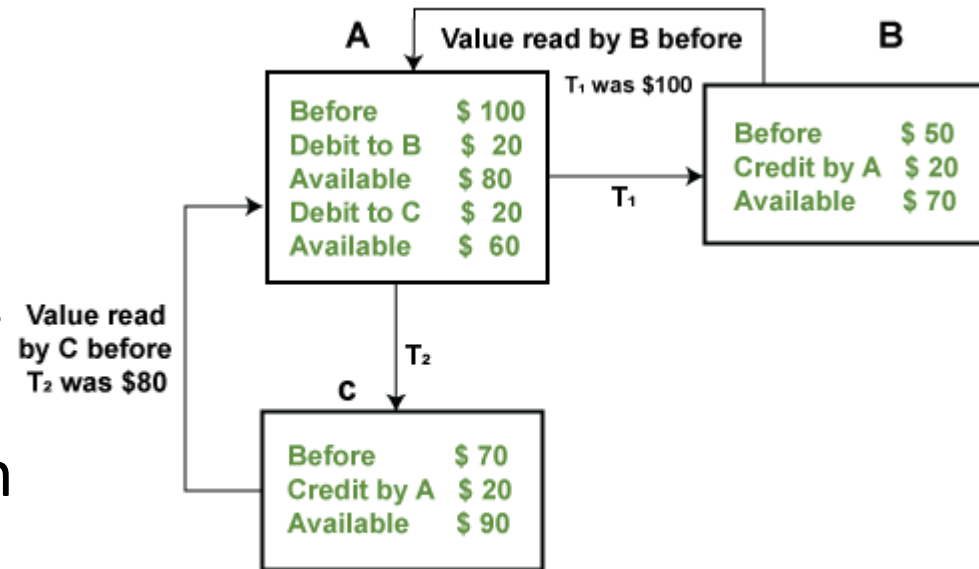 A
Value read by B before
T₁ was $100
B
Before $ 100
Debit to B $ 20
Available $ 80
Debit to C $ 20
Available $ 60
T₁
Before $ 50
Credit by A $ 20
Available $ 70
Value read
by C before
T₂ was $80
T₂
c
Before $ 70
Credit by A $ 20
Available $ 90
n